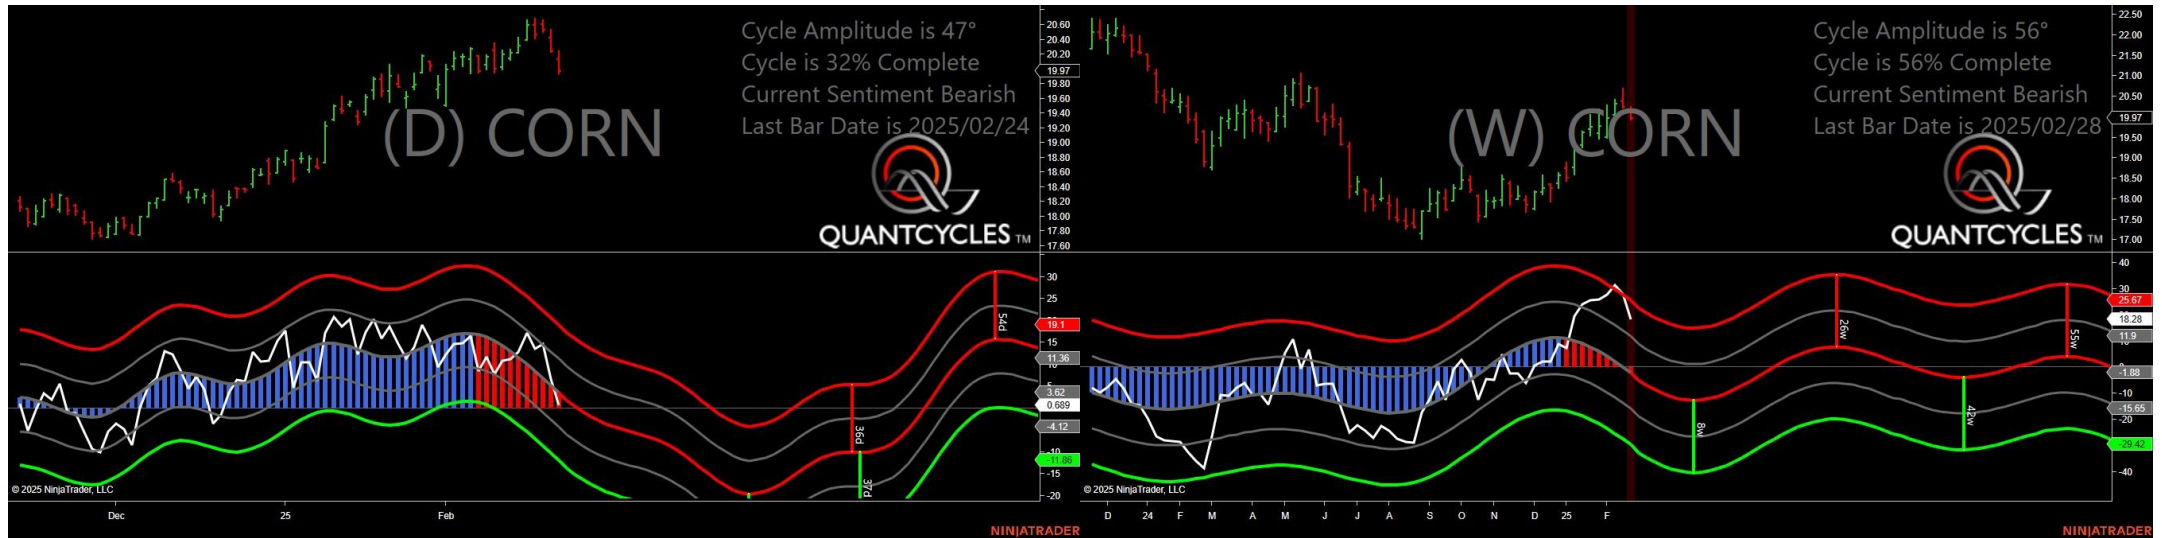 Cycle Amplitude is 47°
Cycle is 32% Complete
Current Sentiment Bearish
Last Bar Date is 2025/02/24
(D) CORN
QUANTCYCLES TM
20.60
20.40
20.20
19.97
19.80
19.60
19.40
19.20
19.00
18.80
18.60
18.40
18.20
18.00
17.80
17.60
30
25
19.1
15
11.36
3.62
0.689
-4.12
-11.86
-15
-20
54d
36d
37d
© 2025 NinjaTrader, LLC
Dec
25
Feb
NINJATRADER
Cycle Amplitude is 56°
Cycle is 56% Complete
Current Sentiment Bearish
Last Bar Date is 2025/02/28
(W) CORN
QUANTCYCLES TM
22.50
22.00
21.50
21.00
20.50
19.97
19.50
19.00
18.50
18.00
17.50
17.00
40
30
25.67
18.28
11.9
-1.88
-10
-15.65
-20
-29.42
-40
26w
55w
8w
42w
© 2025 NinjaTrader, LLC
D
24
F
M
A
M
J
J
A
S
O
N
D
25
F
NINJATRADER